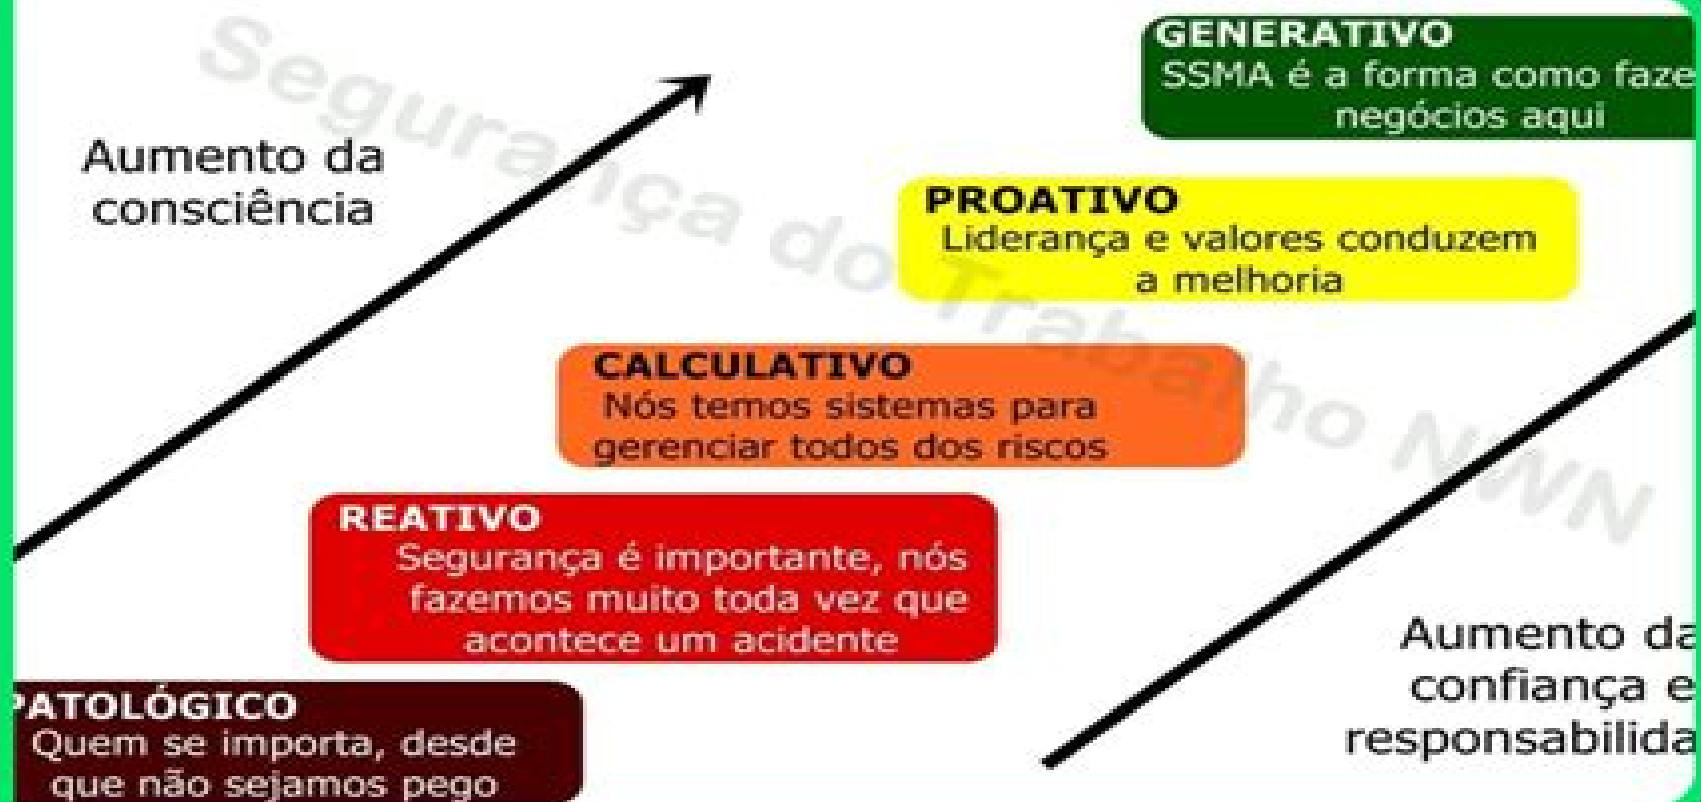 GENERATIVO
SSMA é a forma como faze
negócios aqui
Aumento da
consciência
PROATIVO
Liderança e valores conduzem
a melhoria
CALCULATIVO
Nós temos sistemas para
gerenciar todos dos riscos
REATIVO
Segurança é importante, nós
fazemos muito toda vez que
acontece um acidente
Aumento da
confiança e
responsabilida
PATOLÓGICO
Quem se importa, desde
que não sejamos pego
Segurança do Trabalho NWN